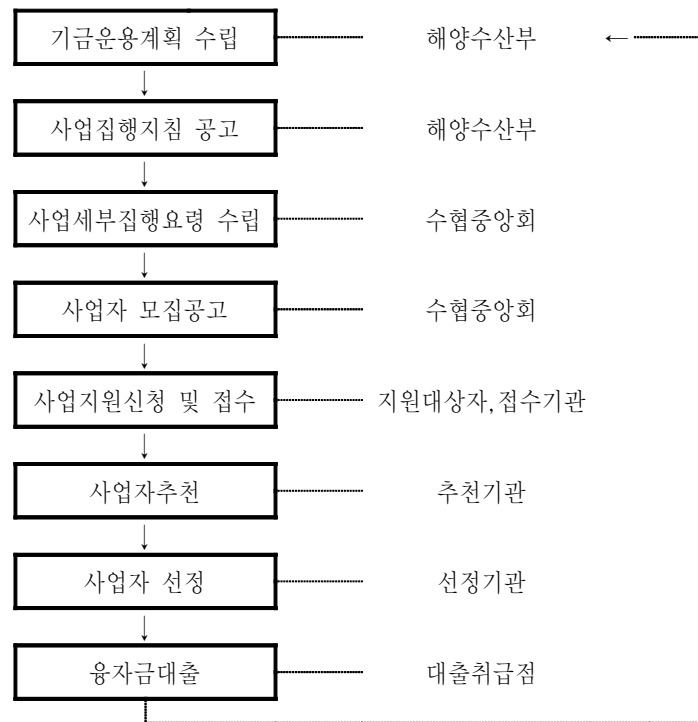 기금운용계획 수립 해양수산부 ←
↓
사업집행지침 공고 해양수산부
↓
사업세부집행요령 수립 수협중앙회
↓
사업자 모집공고 수협중앙회
↓
사업지원신청 및 접수 지원대상자,접수기관
↓
사업자추천 추천기관
↓
사업자 선정 선정기관
↓
융자금대출 대출취급점